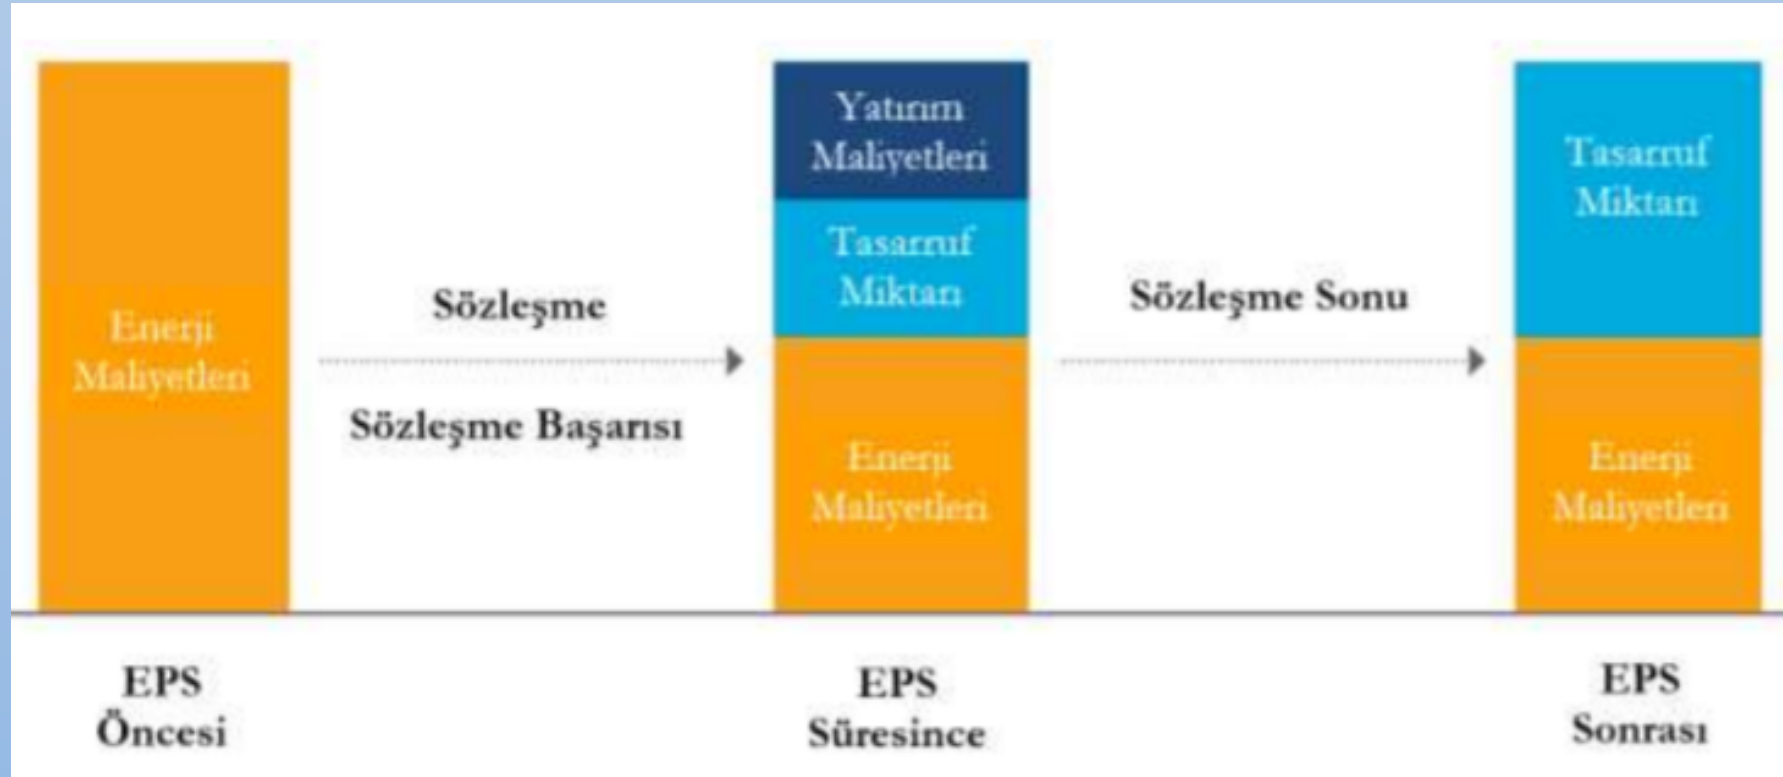 Enerji
Maliyetleri
Sözleşme
Sözleşme Başarısı
Yatırım
Maliyetleri
Tasarruf
Miktarı
Enerji
Maliyetleri
Sözleşme Sonu
Tasarruf
Miktarı
Enerji
Maliyetleri
EPS
Öncesi
EPS
Süresince
EPS
Sonrası